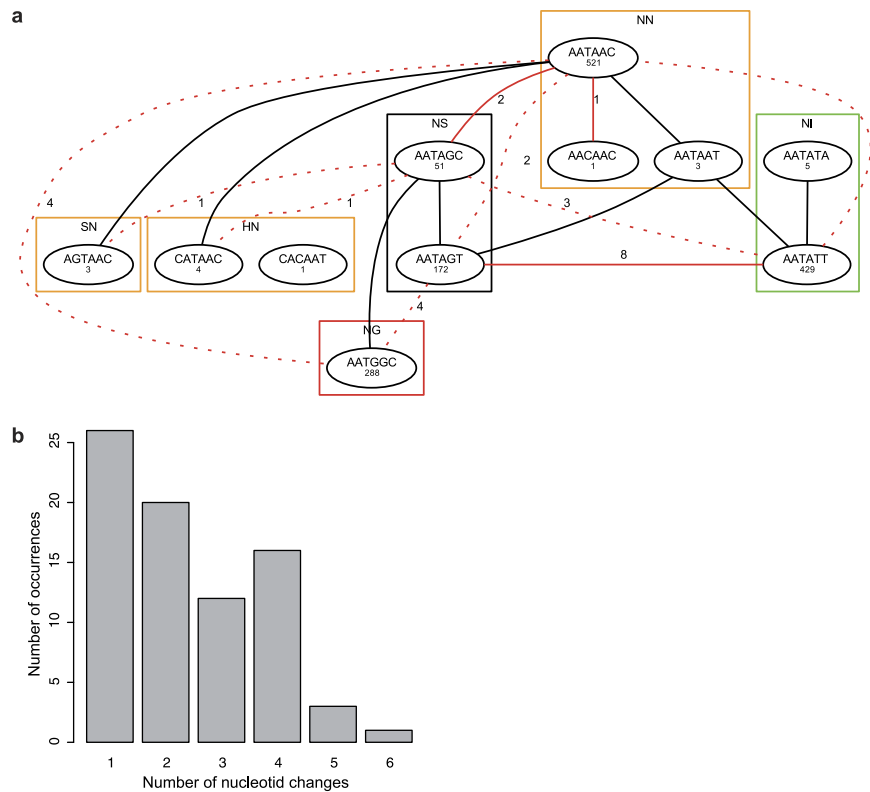 a
NN
AATAAC
521
2
1
NS
NI
AATAGC
51
AACAAC
1
AATAAT
3
AATATA
5
2
4
1
1
3
SN
HN
AGTAAC
3
CATAAC
4
CACAAT
1
AATAGT
172
8
AATATT
429
4
NG
AATGGC
288
b
Number of occurrences
25
20
15
10
5
0
1 2 3 4 5 6
Number of nucleotid changes